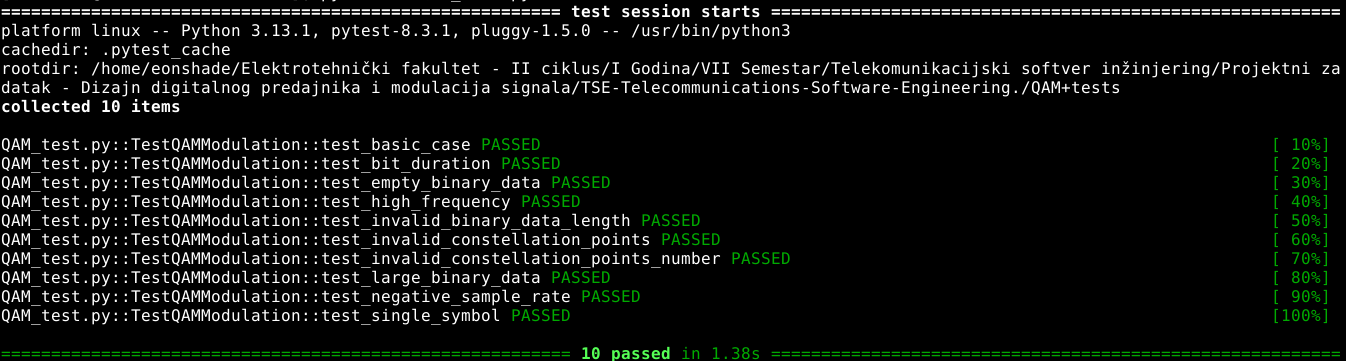 ======================================================== test session starts =========================================================
platform linux -- Python 3.13.1, pytest-8.3.1, pluggy-1.5.0 -- /usr/bin/python3
cachedir: .pytest_cache
rootdir: /home/eonshade/Elektrotehnički fakultet - II ciklus/I Godina/VII Semestar/Telekomunikacijski softver inžinjering/Projektni za
datak - Dizajn digitalnog predajnika i modulacija signala/TSE-Telecommunications-Software-Engineering./QAM+tests
collected 10 items
QAM_test.py::TestQAMModulation::test_basic_case PASSED [ 10%]
QAM_test.py::TestQAMModulation::test_bit_duration PASSED [ 20%]
QAM_test.py::TestQAMModulation::test_empty_binary_data PASSED [ 30%]
QAM_test.py::TestQAMModulation::test_high_frequency PASSED [ 40%]
QAM_test.py::TestQAMModulation::test_invalid_binary_data_length PASSED [ 50%]
QAM_test.py::TestQAMModulation::test_invalid_constellation_points PASSED [ 60%]
QAM_test.py::TestQAMModulation::test_invalid_constellation_points_number PASSED [ 70%]
QAM_test.py::TestQAMModulation::test_large_binary_data PASSED [ 80%]
QAM_test.py::TestQAMModulation::test_negative_sample_rate PASSED [ 90%]
QAM_test.py::TestQAMModulation::test_single_symbol PASSED [100%]
========================================================= 10 passed in 1.38s =========================================================